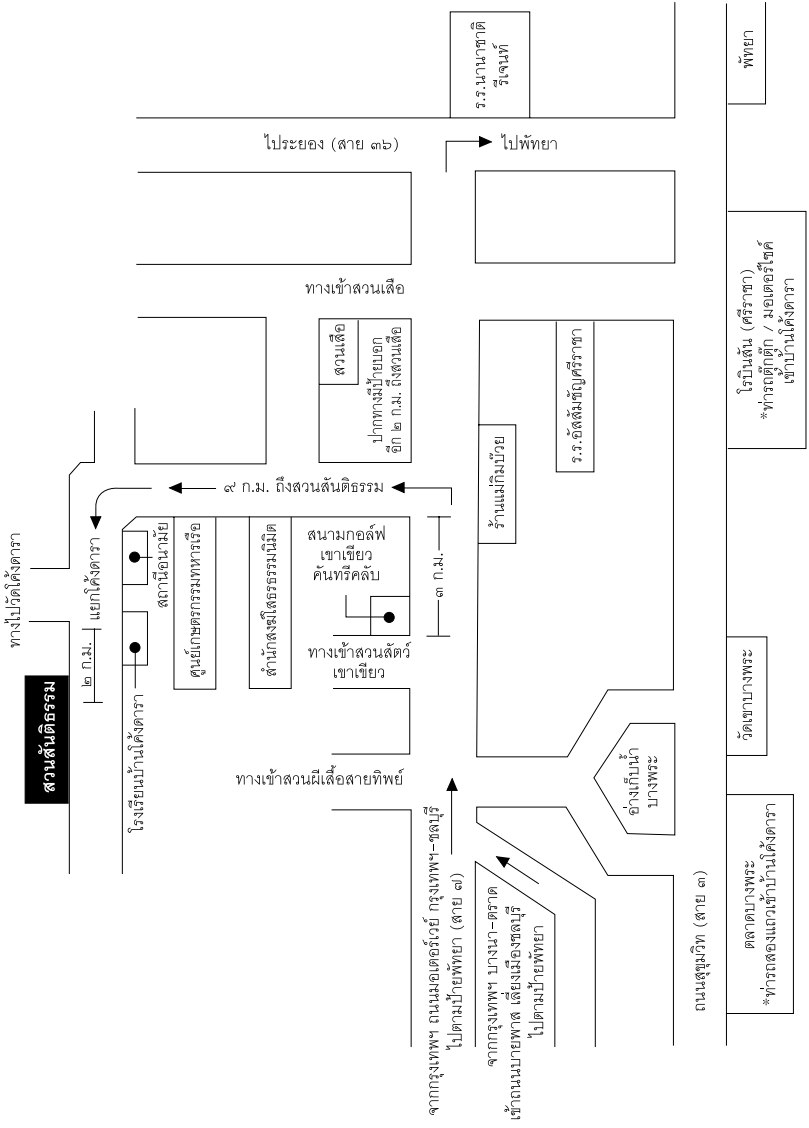 ร.ร.นานาชาติ
รีเจนท์
พัทยา
ไประยอง (สาย ๓๖)
ไปพัทยา
ทางเข้าสวนเสือ
สวนเสือ
ปากทางมีป้ายบอก
อีก ๒ ก.ม. ถึงสวนเสือ
ร.ร.อัสสัมชัญศรีราชา
โรบินสัน (ศรีราชา)
*ท่ารถตุ๊กตุ๊ก / มอเตอร์ไซค์
เข้าบ้านโค้งดารา
ร้านแม่กิมบ๊วย
๙ ก.ม. ถึงสวนสันติธรรม
ทางไปวัดโค้งดารา
แยกโค้งดารา
๒ ก.ม.
สถานีอนามัย
ศูนย์เกษตรกรรมทหารเรือ
สำนักสงฆ์โสธรธรรมนิมิต
สนามกอล์ฟ
เขาเขียว
คันทรีคลับ
๓ ก.ม.
ทางเข้าสวนสัตว์
เขาเขียว
สวนสันติธรรม
โรงเรียนบ้านโค้งดารา
ทางเข้าสวนผีเสื้อสายทิพย์
วัดเขาบางพระ
อ่างเก็บน้ำ
บางพระ
จากกรุงเทพฯ ถนนมอเตอร์เวย์ กรุงเทพฯ-ชลบุรี
ไปตามป้ายพัทยา (สาย ๗)
จากกรุงเทพฯ บางนา-ตราด
เข้าถนนบายพาส เลี่ยงเมืองชลบุรี
ไปตามป้ายพัทยา
ถนนสุขุมวิท (สาย ๓)
ตลาดบางพระ
*ท่ารถสองแถวเข้าบ้านโค้งดารา